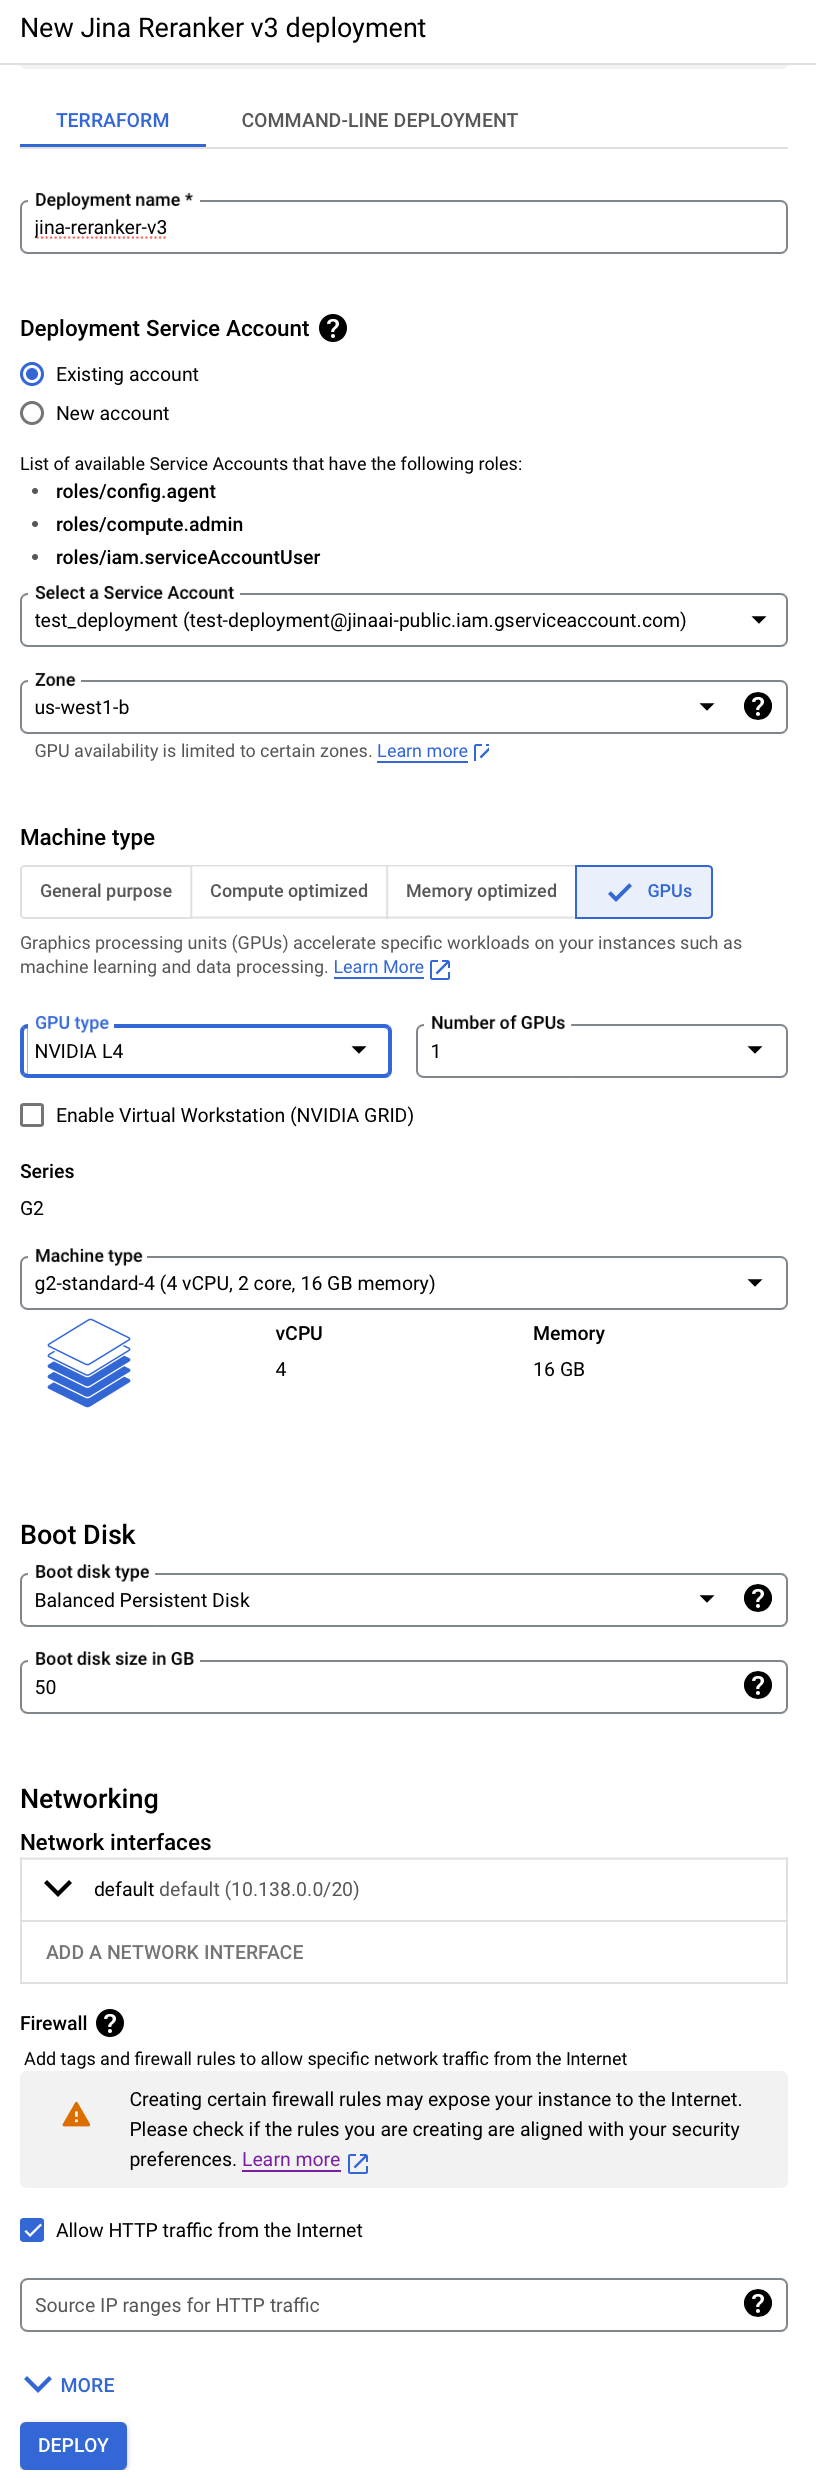 New Jina Reranker v3 deployment
TERRAFORM
COMMAND-LINE DEPLOYMENT
Deployment name *
jina-reranker-v3
Deployment Service Account
Existing account
New account
List of available Service Accounts that have the following roles:
• roles/config.agent
• roles/compute.admin
• roles/iam.serviceAccountUser
Select a Service Account
test_deployment (test-deployment@jinaai-public.iam.gserviceaccount.com)
Zone
us-west1-b
GPU availability is limited to certain zones. Learn more
Machine type
General purpose
Compute optimized
Memory optimized
GPUs
Graphics processing units (GPUs) accelerate specific workloads on your instances such as
machine learning and data processing. Learn More
GPU type
NVIDIA L4
Number of GPUs
1
Enable Virtual Workstation (NVIDIA GRID)
Series
G2
Machine type
g2-standard-4 (4 vCPU, 2 core, 16 GB memory)
vCPU
4
Memory
16 GB
Boot Disk
Boot disk type
Balanced Persistent Disk
Boot disk size in GB
50
Networking
Network interfaces
default default (10.138.0.0/20)
ADD A NETWORK INTERFACE
Firewall
Add tags and firewall rules to allow specific network traffic from the Internet
Creating certain firewall rules may expose your instance to the Internet.
Please check if the rules you are creating are aligned with your security
preferences. Learn more
Allow HTTP traffic from the Internet
Source IP ranges for HTTP traffic
MORE
DEPLOY